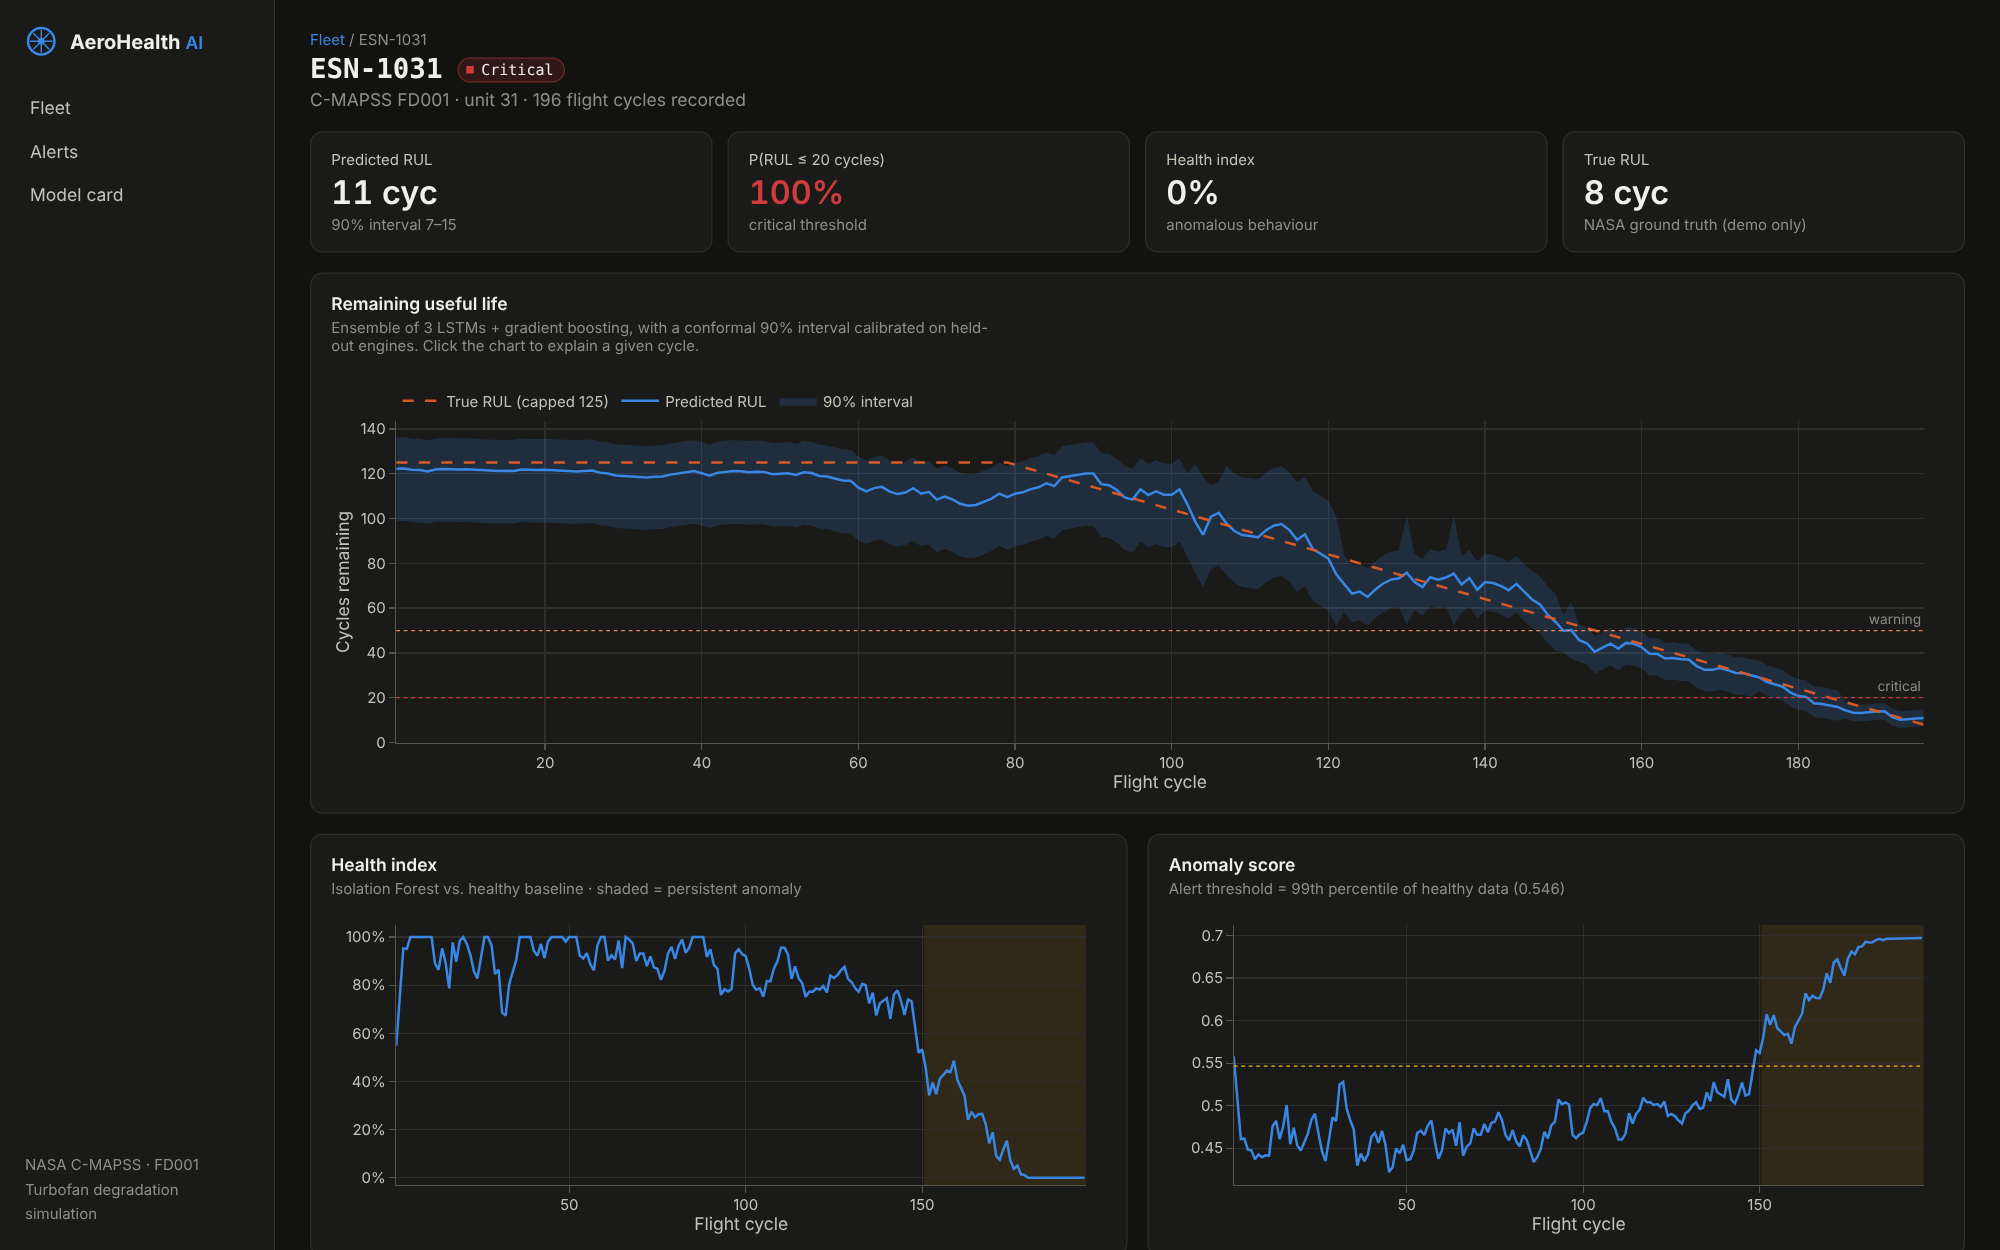 AeroHealth AI
Fleet
Alerts
Model card
NASA C-MAPSS · FD001
Turbofan degradation
simulation
Fleet / ESN-1031
ESN-1031
Critical
C-MAPSS FD001 · unit 31 · 196 flight cycles recorded
Predicted RUL
11 cyc
90% interval 7–15
P(RUL ≤ 20 cycles)
100%
critical threshold
Health index
0%
anomalous behaviour
True RUL
8 cyc
NASA ground truth (demo only)
Remaining useful life
Ensemble of 3 LSTMs + gradient boosting, with a conformal 90% interval calibrated on held-
out engines. Click the chart to explain a given cycle.
True RUL (capped 125)
Predicted RUL
90% interval
Cycles remaining
140
120
100
80
60
40
20
0
warning
critical
20 40 60 80 100 120 140 160 180
Flight cycle
Health index
Isolation Forest vs. healthy baseline · shaded = persistent anomaly
100%
80%
60%
40%
20%
0%
50 100 150
Flight cycle
Anomaly score
Alert threshold = 99th percentile of healthy data (0.546)
0.7
0.65
0.6
0.55
0.5
0.45
50 100 150
Flight cycle